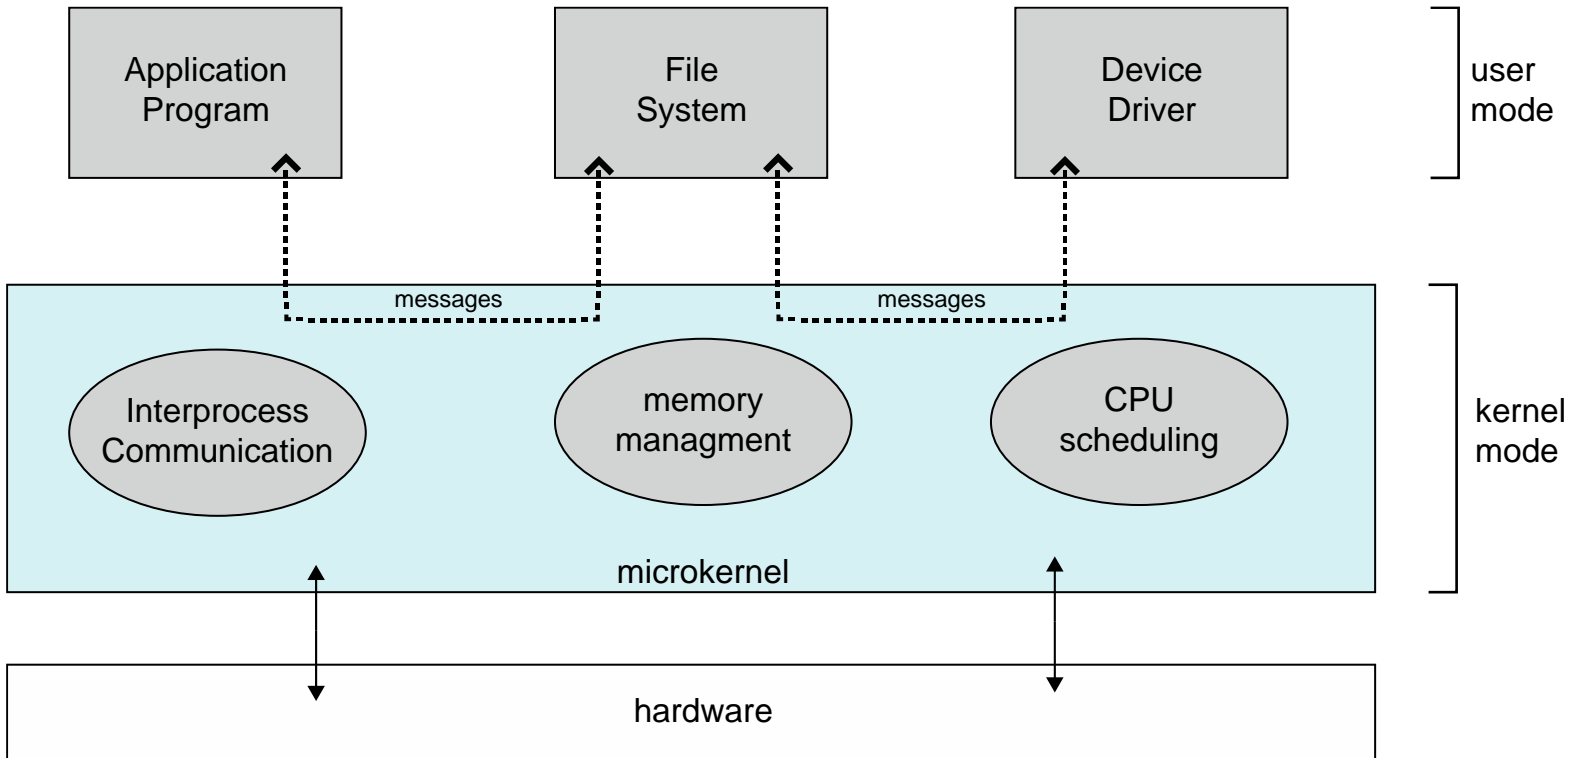 Application
Program
File
System
Device
Driver
user
mode
messages
messages
Interprocess
Communication
memory
managment
CPU
scheduling
kernel
mode
microkernel
hardware